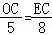 OC/5 = EC/8